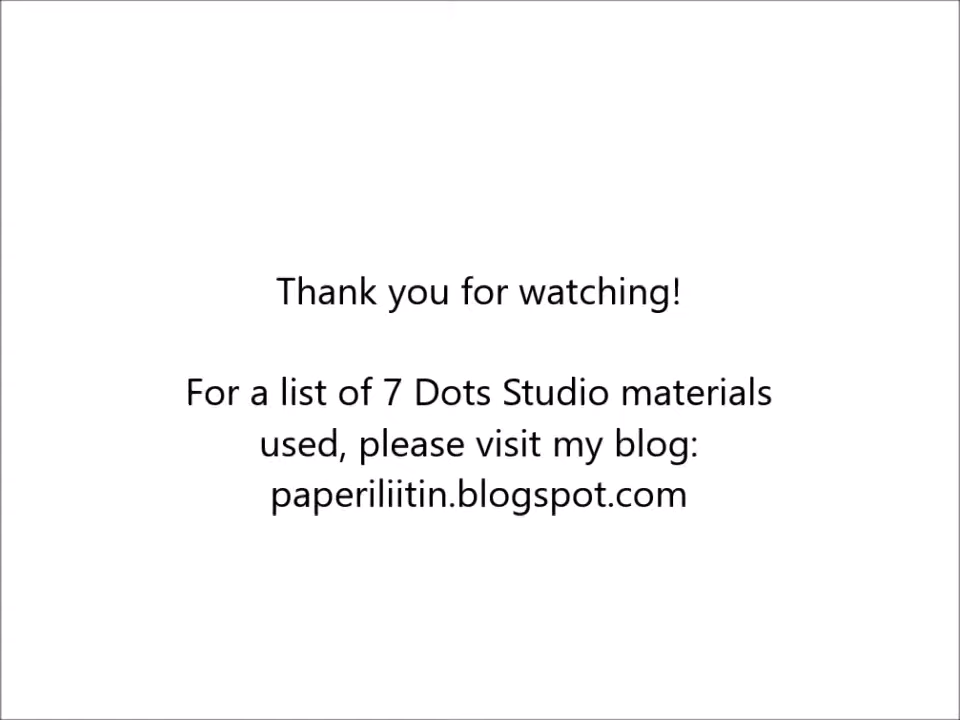 Thank you for watching!
For a list of 7 Dots Studio materials
used, please visit my blog:
paperiliitin.blogspot.com